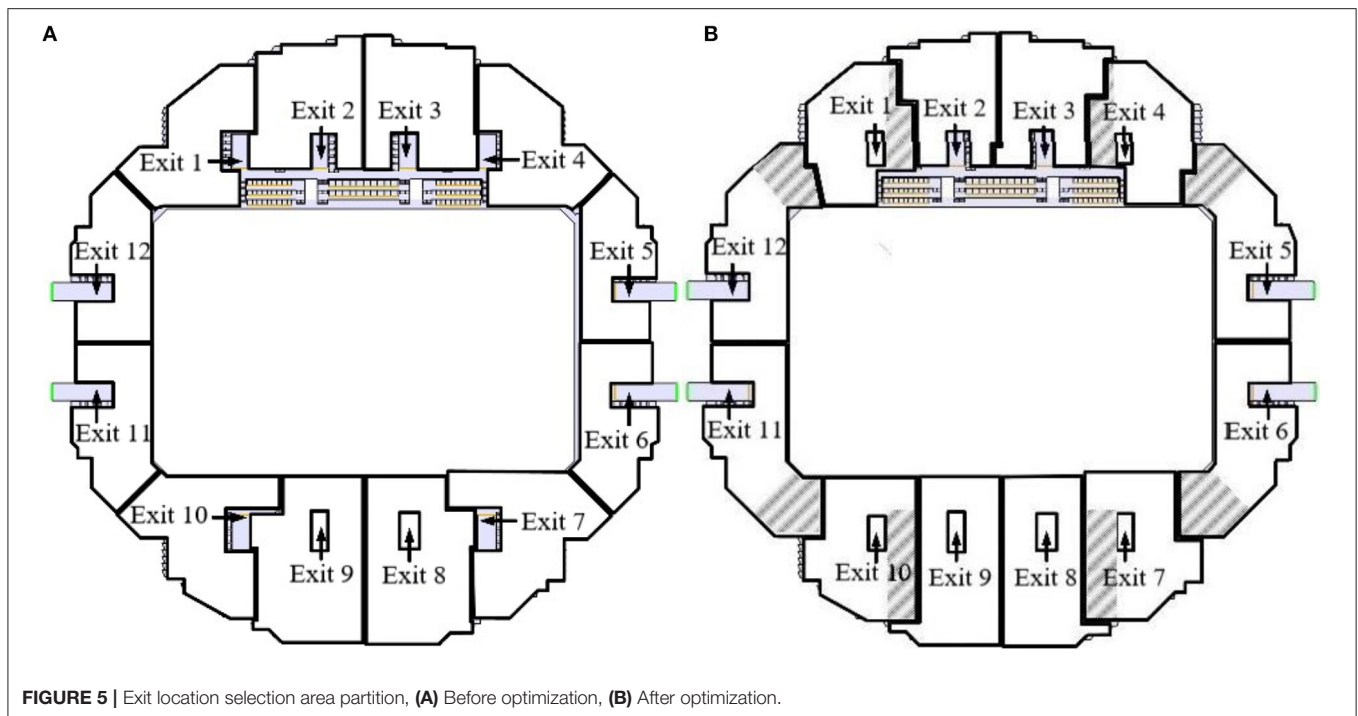 A
B
Exit 2
Exit 3
Exit 1
Exit 4
Exit 12
Exit 5
Exit 11
Exit 6
Exit 10
Exit 7
Exit 9
Exit 8
Exit 1
Exit 2
Exit 3
Exit 4
Exit 12
Exit 5
Exit 11
Exit 6
Exit 10
Exit 9
Exit 8
Exit 7
FIGURE 5 | Exit location selection area partition, (A) Before optimization, (B) After optimization.